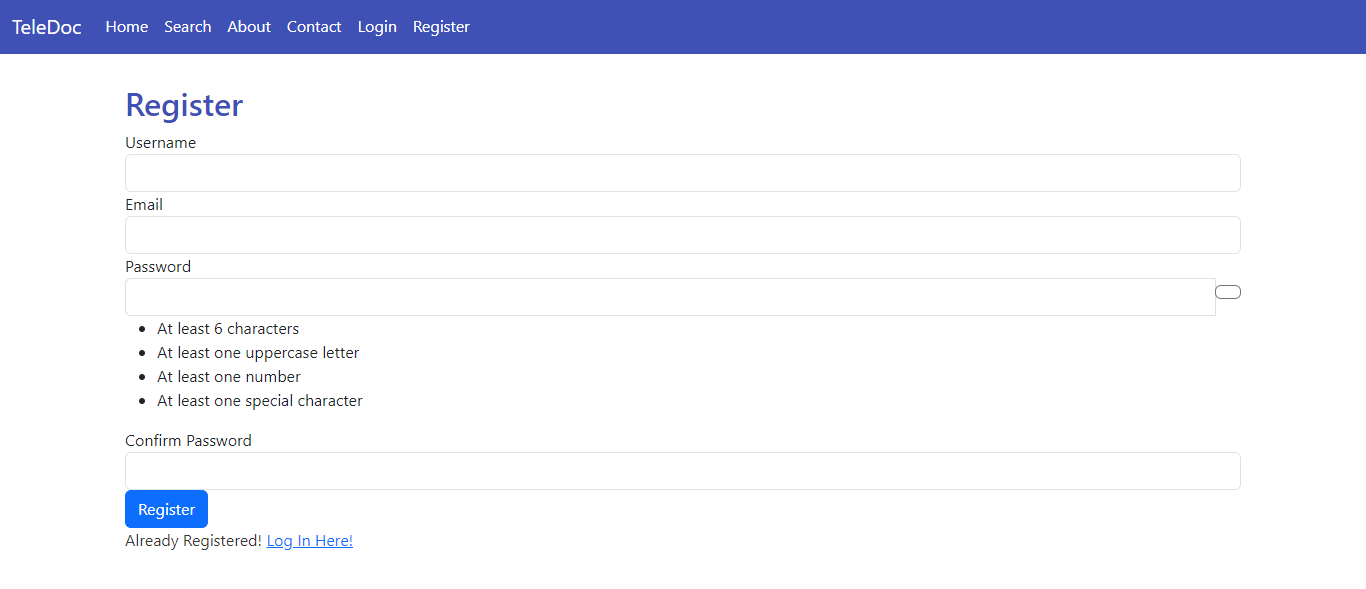 TeleDoc Home Search About Contact Login Register
Register
Username
Email
Password
At least 6 characters
At least one uppercase letter
At least one number
At least one special character
Confirm Password
Register
Already Registered! Log In Here!